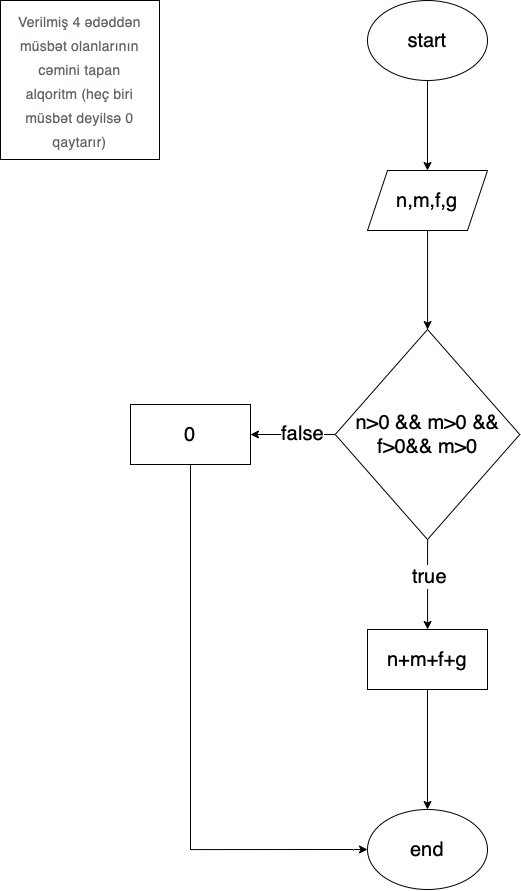 Verilmiş 4 ədəddən
müsbət olanlarının
cəmini tapan
alqoritm (heç biri
müsbət deyilsə 0
qaytarır)
start
n,m,f,g
n>0 && m>0 &&
f>0&& m>0
false
0
true
n+m+f+g
end